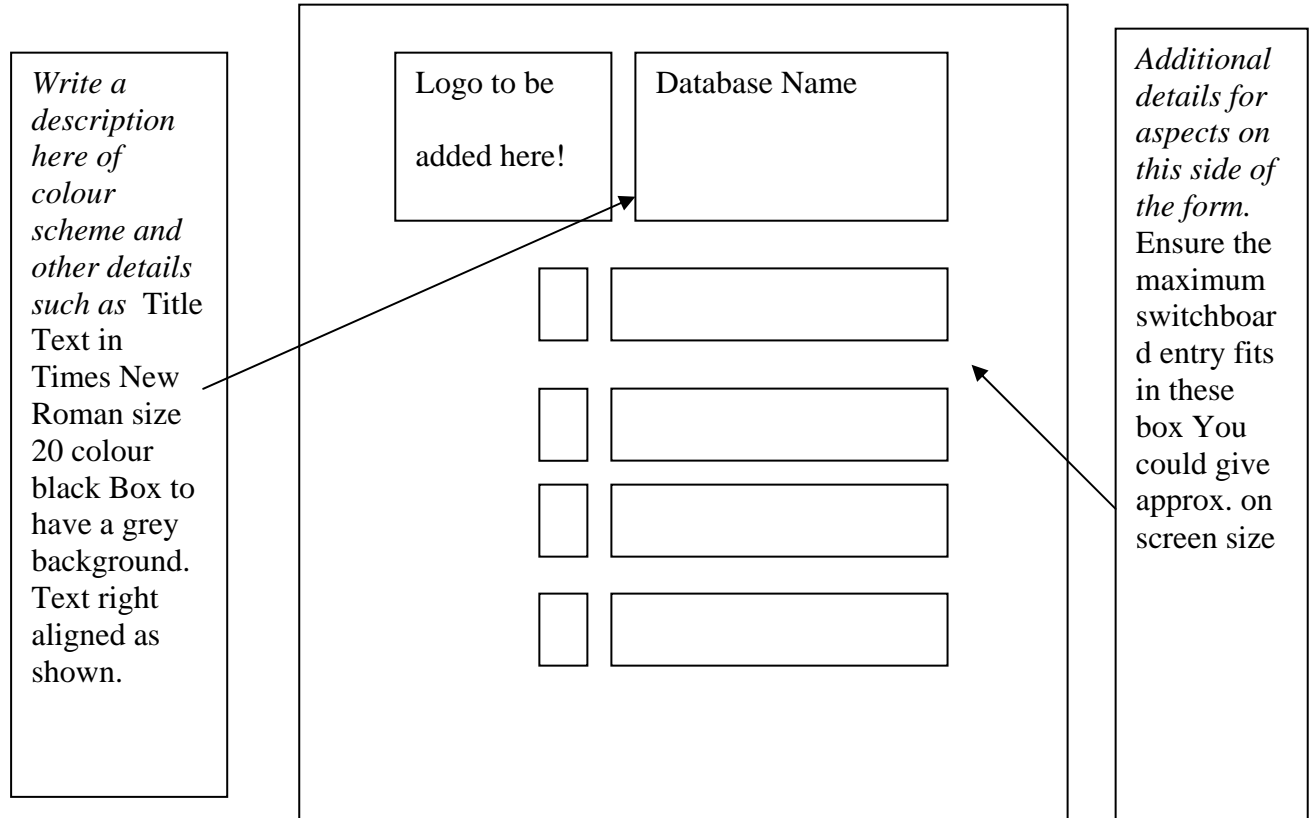 Write a
description
here of
colour
scheme and
other details
such as Title
Text in
Times New
Roman size
20 colour
black Box to
have a grey
background.
Text right
aligned as
shown.
Logo to be
added here!
Database Name
Additional
details for
aspects on
this side of
the form.
Ensure the
maximum
switchboar
d entry fits
in these
box You
could give
approx. on
screen size